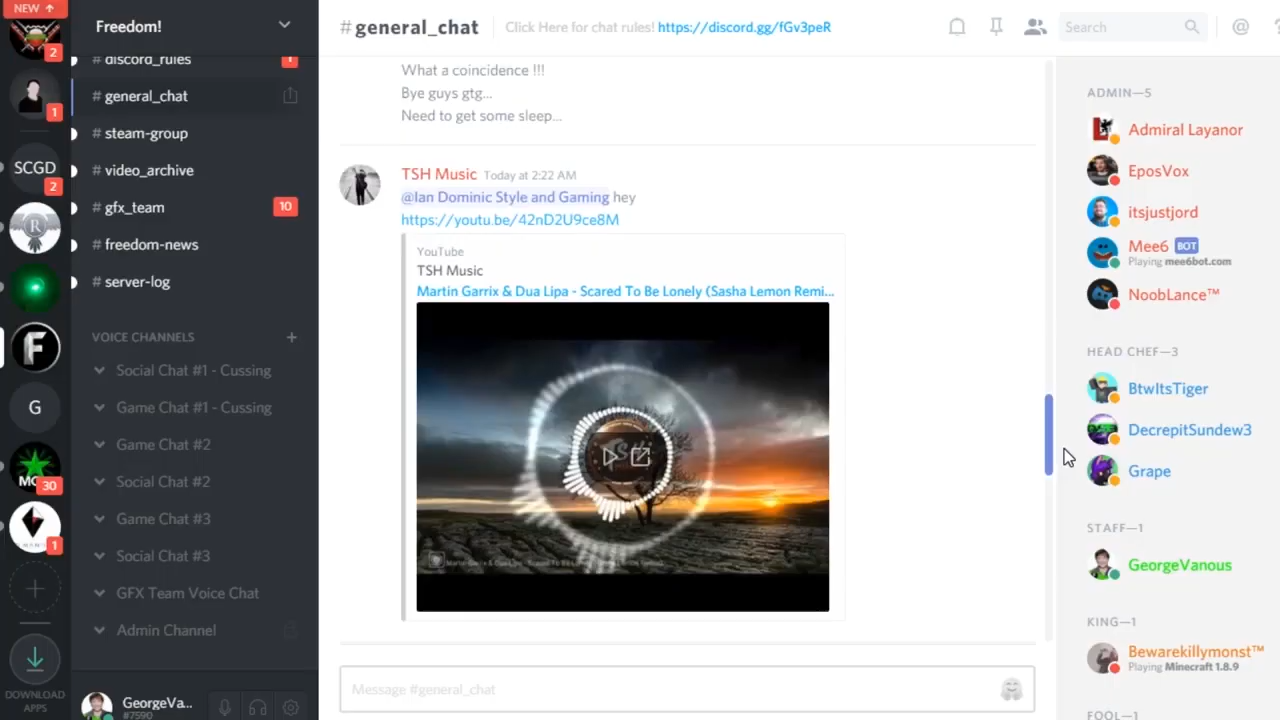 NEW ↑
2
1
SCGD
2
R
F
G
MC
30
1
DOWNLOAD
APPS
Freedom!
# discord_rules
1
# general_chat
# steam-group
# video_archive
# gfx_team
10
# freedom-news
# server-log
VOICE CHANNELS
Social Chat #1 - Cussing
Game Chat #1 - Cussing
Game Chat #2
Social Chat #2
Game Chat #3
Social Chat #3
GFX Team Voice Chat
Admin Channel
GeorgeVa...
#7590
#general_chat
Click Here for chat rules! https://discord.gg/fGv3peR
Search
@
?
What a coincidence !!!
Bye guys gtg...
Need to get some sleep...
TSH Music Today at 2:22 AM
@Ian Dominic Style and Gaming hey
https://youtu.be/42nD2U9ce8M
YouTube
TSH Music
Martin Garrix & Dua Lipa - Scared To Be Lonely (Sasha Lemon Remi...
Message #general_chat
ADMIN—5
Admiral Layanor
EposVox
itsjustjord
Mee6 BOT
Playing mee6bot.com
NoobLance™
HEAD CHEF—3
BtwItsTiger
DecrepitSundew3
Grape
STAFF—1
GeorgeVanous
KING—1
Bewarekillymonst™
Playing Minecraft 1.8.9
FOOL—1